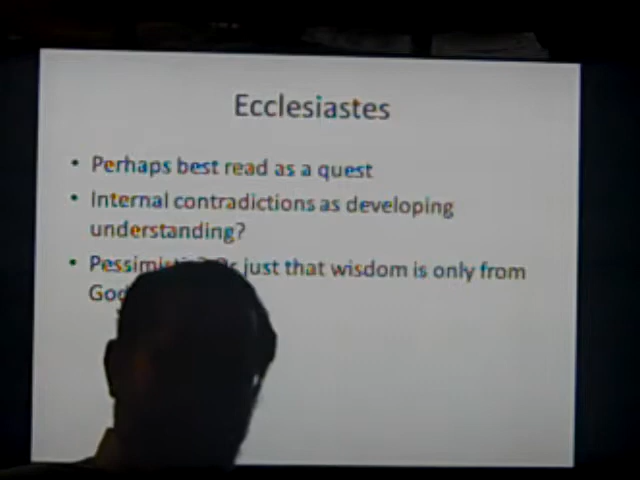 Ecclesiastes
• Perhaps best read as a quest
• Internal contradictions as developing
understanding?
• Pessimistic? Or just that wisdom is only from
God